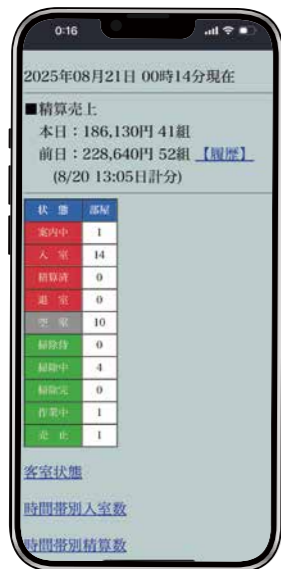 0:16
2025年08月21日 00時14分現在
■精算売上
本日：186,130円 41組
前日：228,640円 52組 【履歴】
(8/20 13:05日計分)
状 態 部屋
案内中 1
入 室 14
精算済 0
退 室 0
空 室 10
掃除待 0
掃除中 4
掃除完 0
作業中 1
売 止 1
客室状態
時間帯別入室数
時間帯別精算数